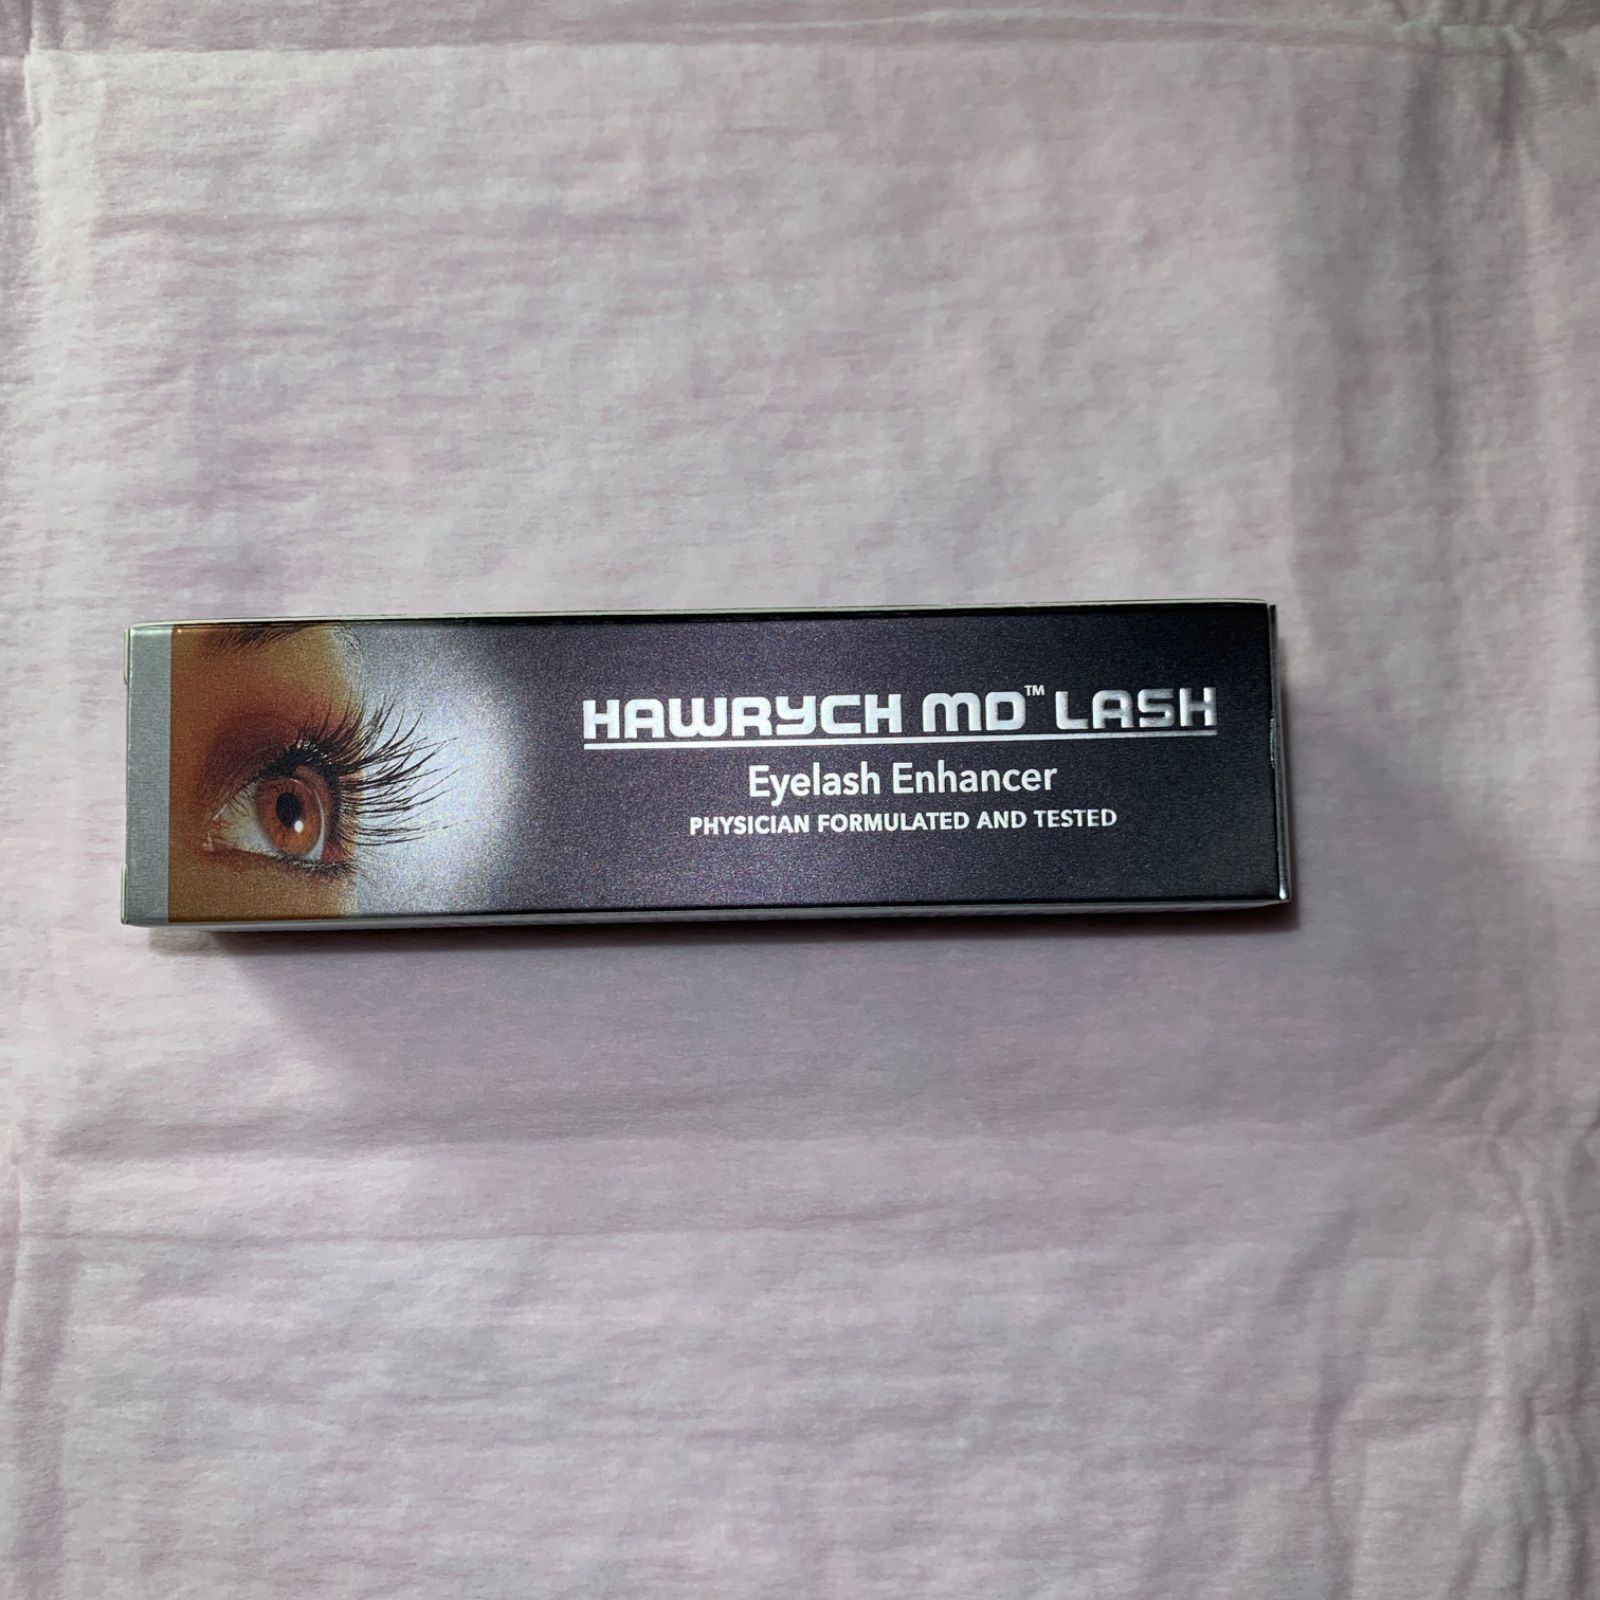 HAWRYCH MD™ LASH
Eyelash Enhancer
PHYSICIAN FORMULATED AND TESTED